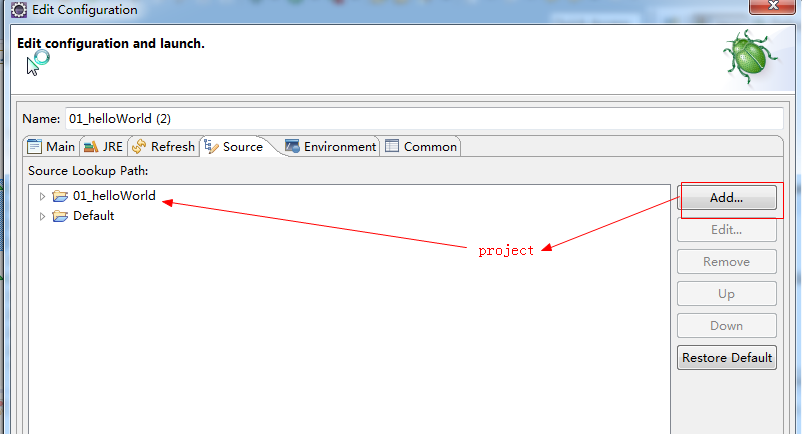 Edit Configuration
Edit configuration and launch.
Name: 01_helloWorld (2)
Main JRE Refresh Source Environment Common
Source Lookup Path:
01_helloWorld
Default
project
Add...
Edit...
Remove
Up
Down
Restore Default